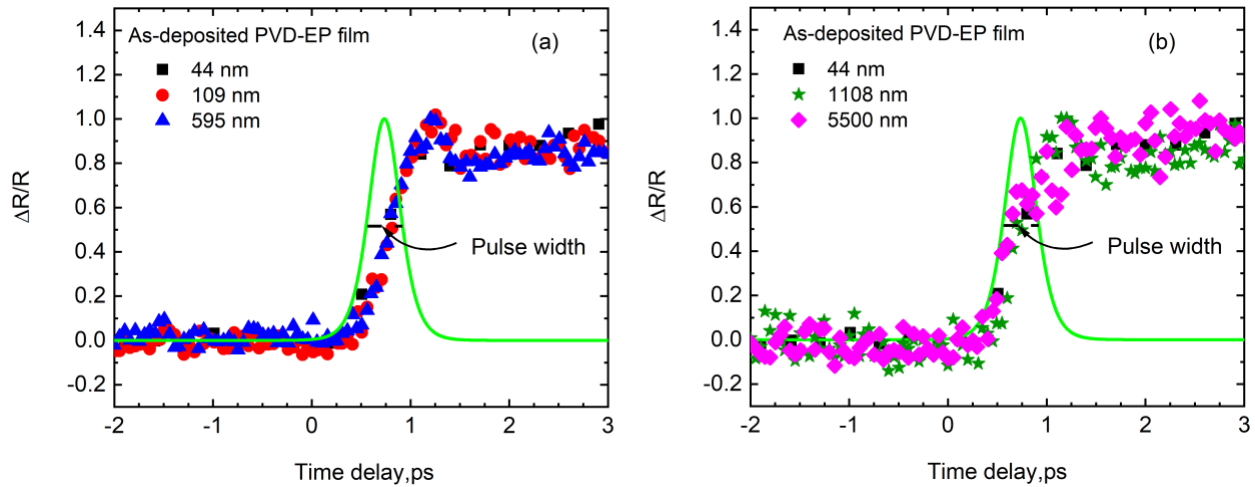 As-deposited PVD-EP film
(a)
44 nm
109 nm
595 nm
Pulse width
1.4
1.2
1.0
0.8
0.6
0.4
0.2
0.0
-0.2
ΔR/R
-2
-1
0
1
2
3
Time delay,ps
As-deposited PVD-EP film
(b)
44 nm
1108 nm
5500 nm
Pulse width
1.4
1.2
1.0
0.8
0.6
0.4
0.2
0.0
-0.2
ΔR/R
-2
-1
0
1
2
3
Time delay,ps